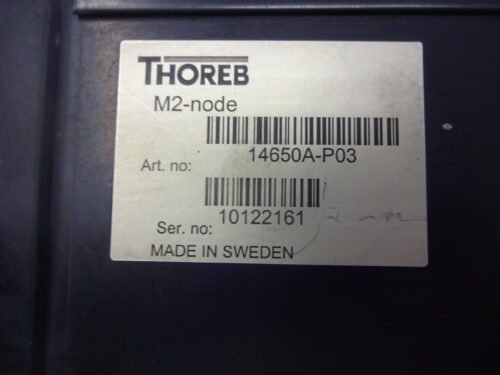 THOREB
M2-node
Art. no: 14650A-P03
Ser. no: 10122161
MADE IN SWEDEN